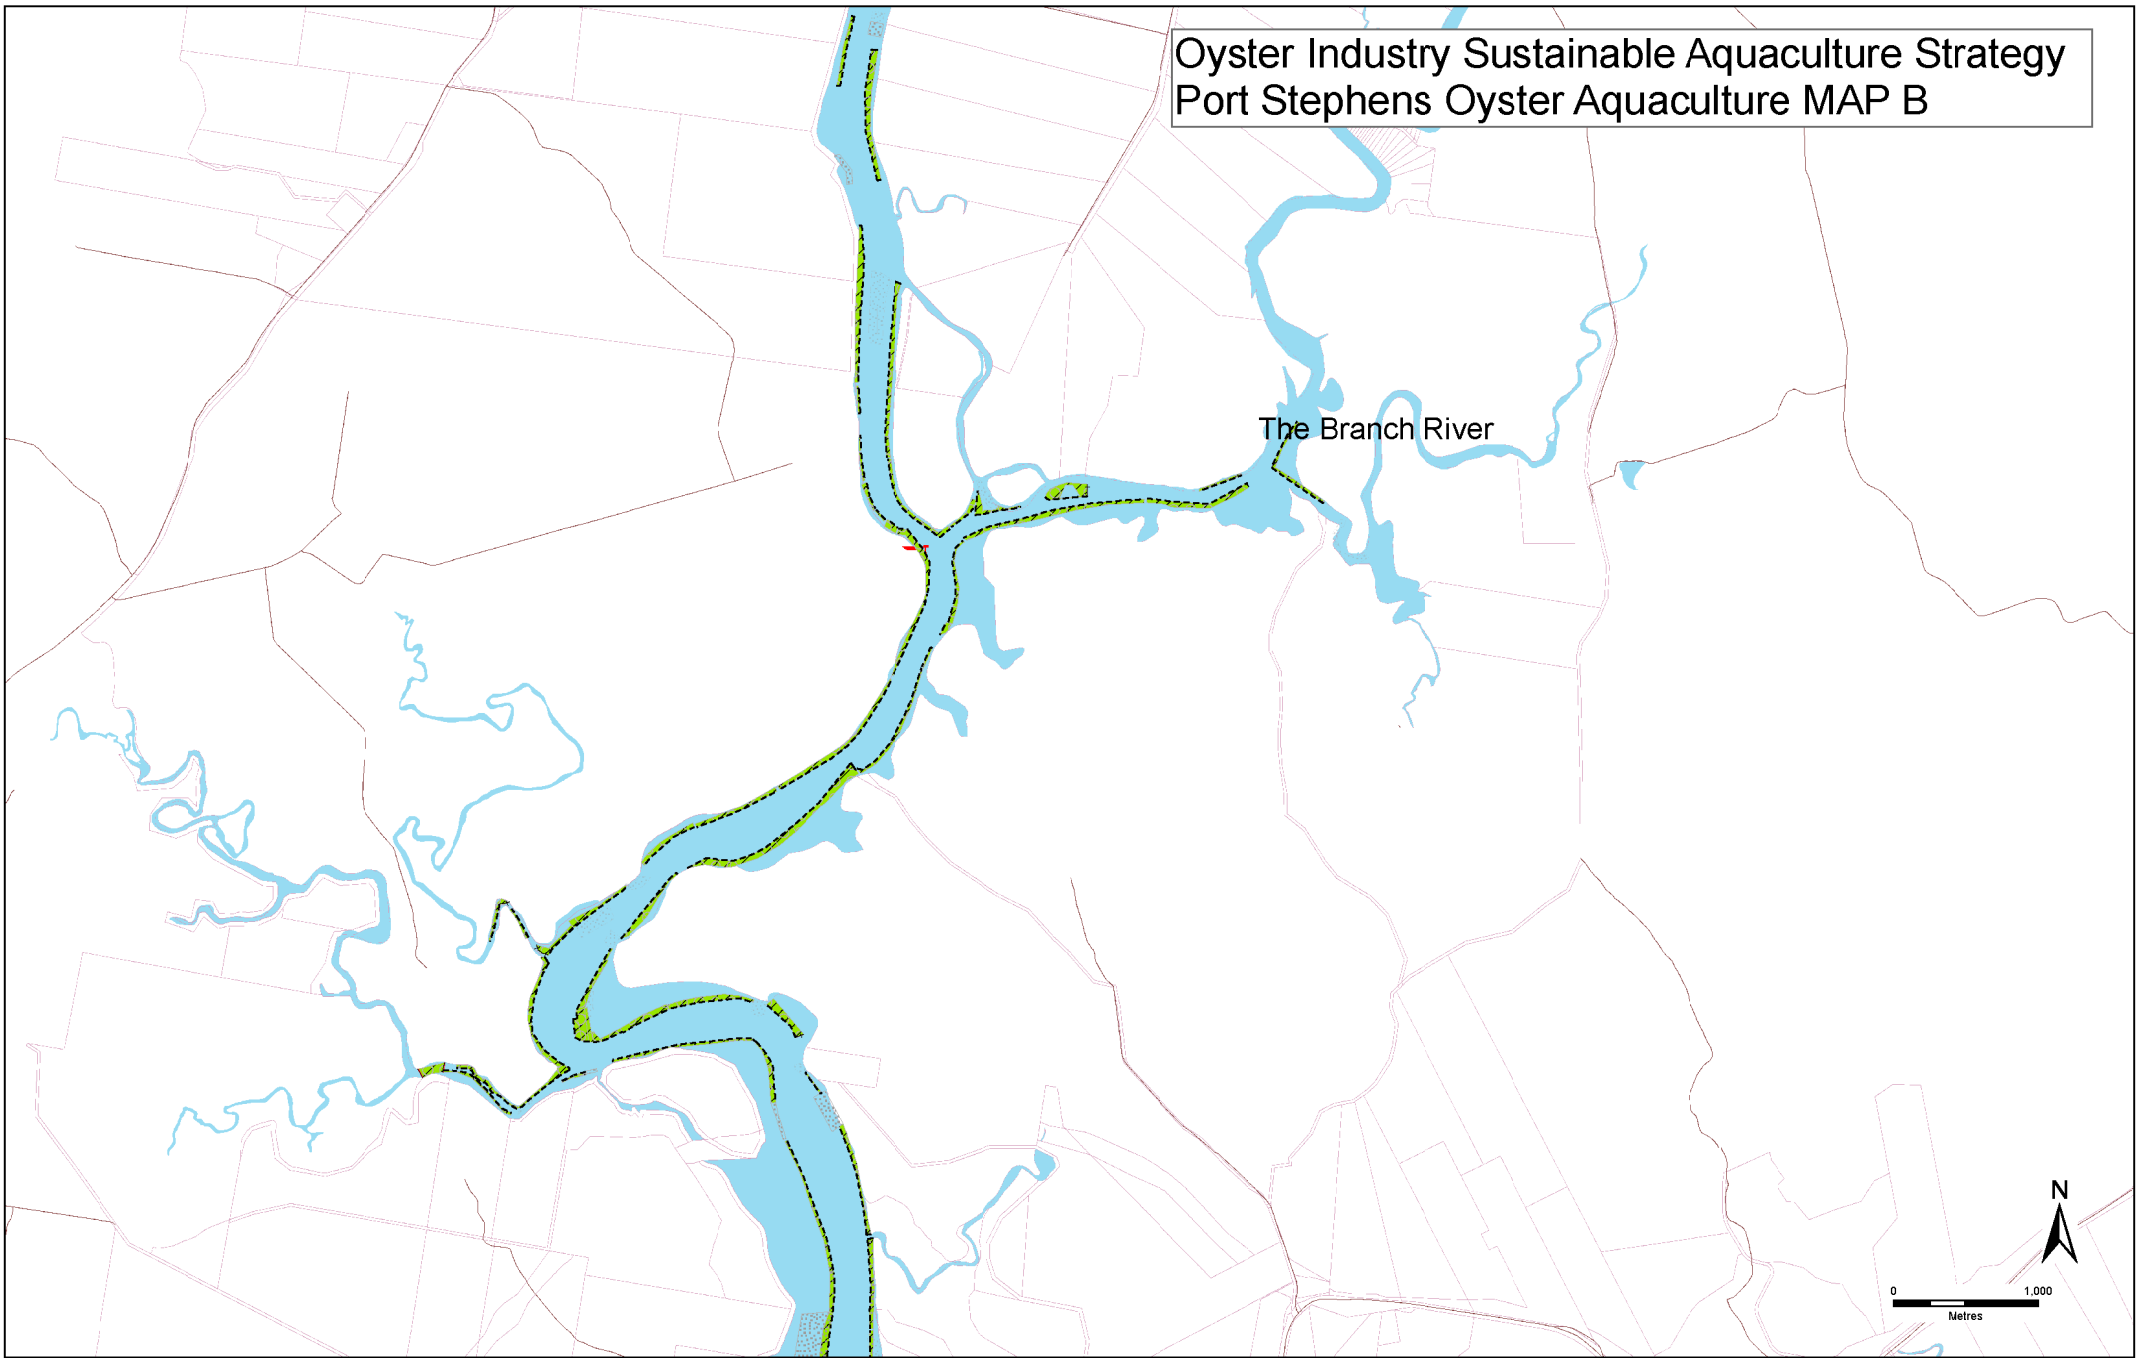 Oyster Industry Sustainable Aquaculture Strategy
Port Stephens Oyster Aquaculture MAP B
The Branch River
N
0 1,000
Metres